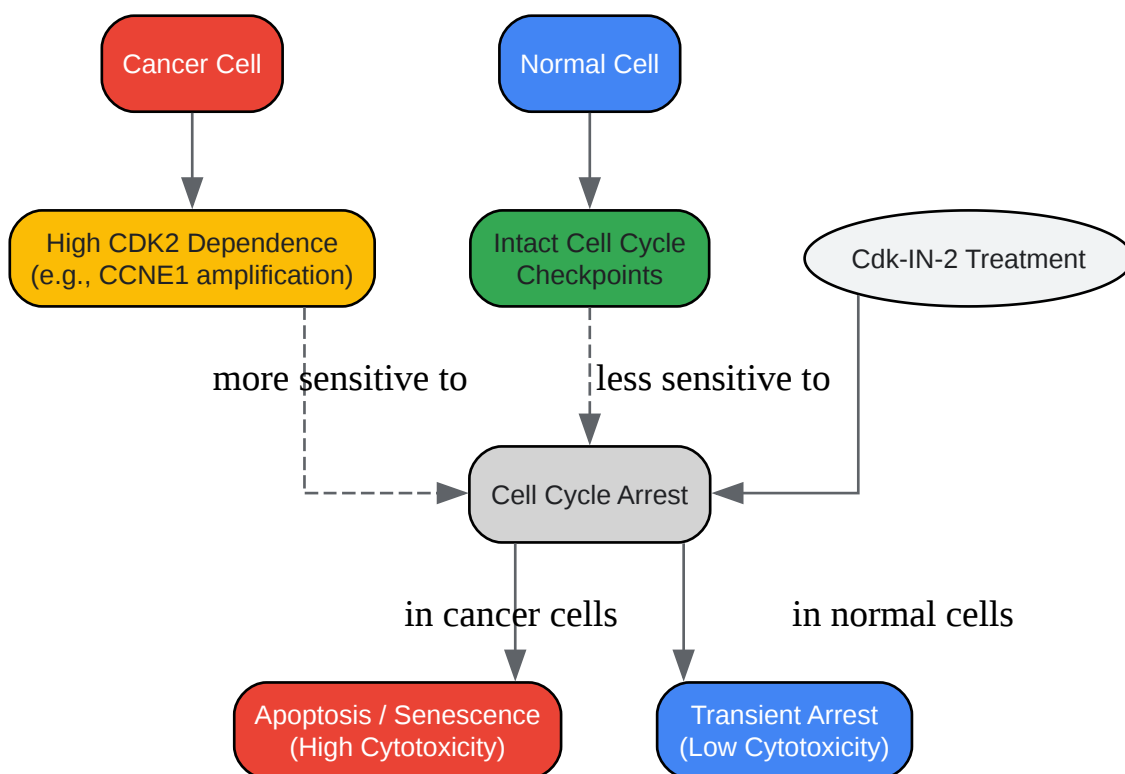 Cancer Cell
Normal Cell
High CDK2 Dependence
(e.g., CCNE1 amplification)
Intact Cell Cycle
Checkpoints
Cdk-IN-2 Treatment
more sensitive to
less sensitive to
Cell Cycle Arrest
in cancer cells
in normal cells
Apoptosis / Senescence
(High Cytotoxicity)
Transient Arrest
(Low Cytotoxicity)